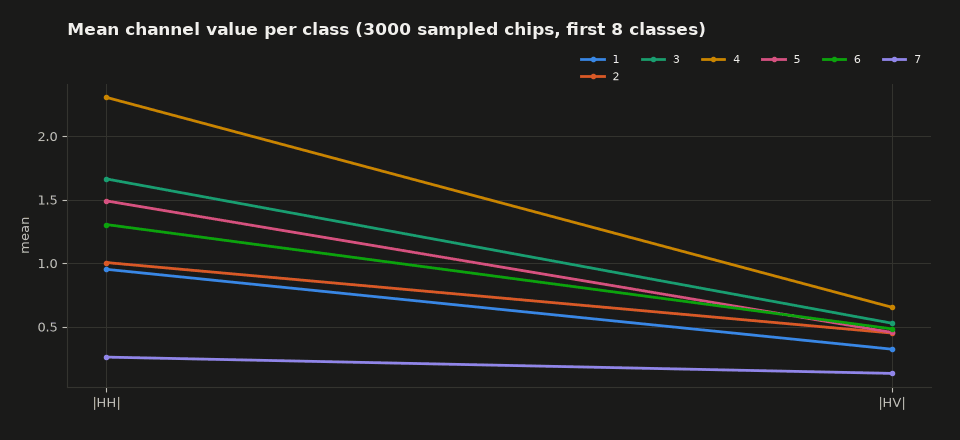 Mean channel value per class (3000 sampled chips, first 8 classes)
1 3 4 5 6 7
2
2.0
1.5
1.0
0.5
mean
|HH| |HV|